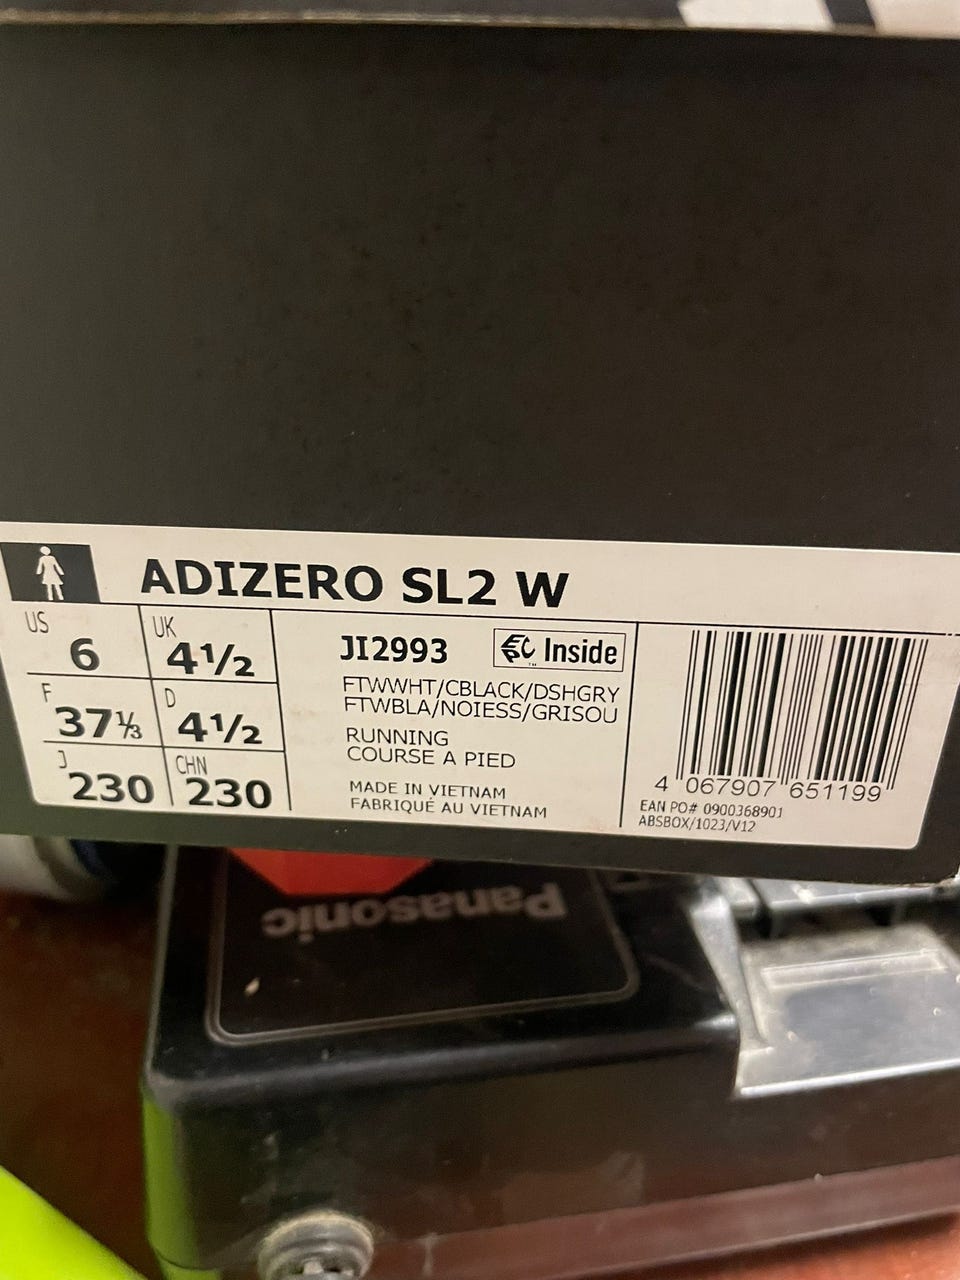 ADIZERO SL2 W
US 6
UK 4½
F 37⅓
D 4½
J 230
CHN 230
JI2993
Inside
FTWWHT/CBLACK/DSHGRY
FTWBLA/NOIESS/GRISOU
RUNNING
COURSE A PIED
MADE IN VIETNAM
FABRIQUÉ AU VIETNAM
4 067907 651199
EAN PO# 0900368901
ABSBOX/1023/V12
Panasonic